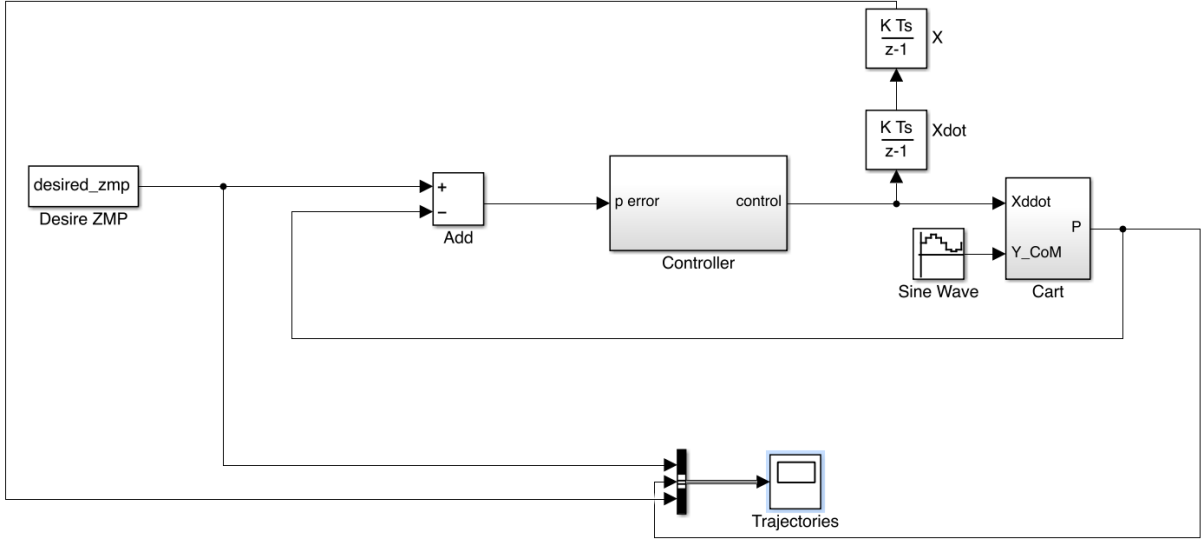 K Ts
z-1
X
K Ts
z-1
Xdot
desired_zmp
Desire ZMP
+
−
Add
p error
control
Controller
Xddot
Y_CoM
P
Cart
Sine Wave
Trajectories